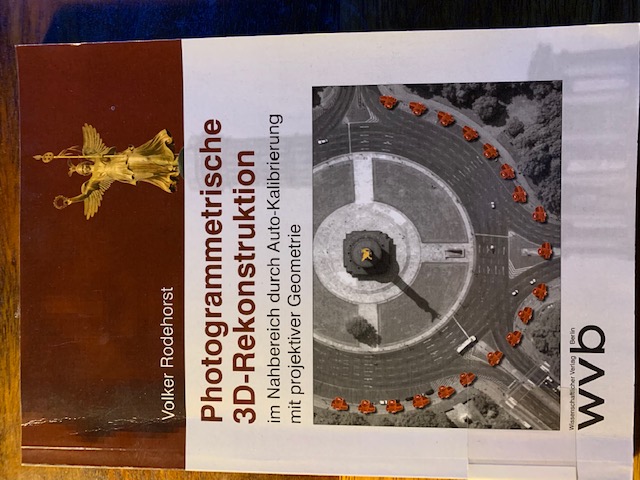 Volker Rodehorst
Photogrammetrische
3D-Rekonstruktion
im Nahbereich durch Auto-Kalibrierung
mit projektiver Geometrie
Wissenschaftlicher Verlag Berlin
wvb